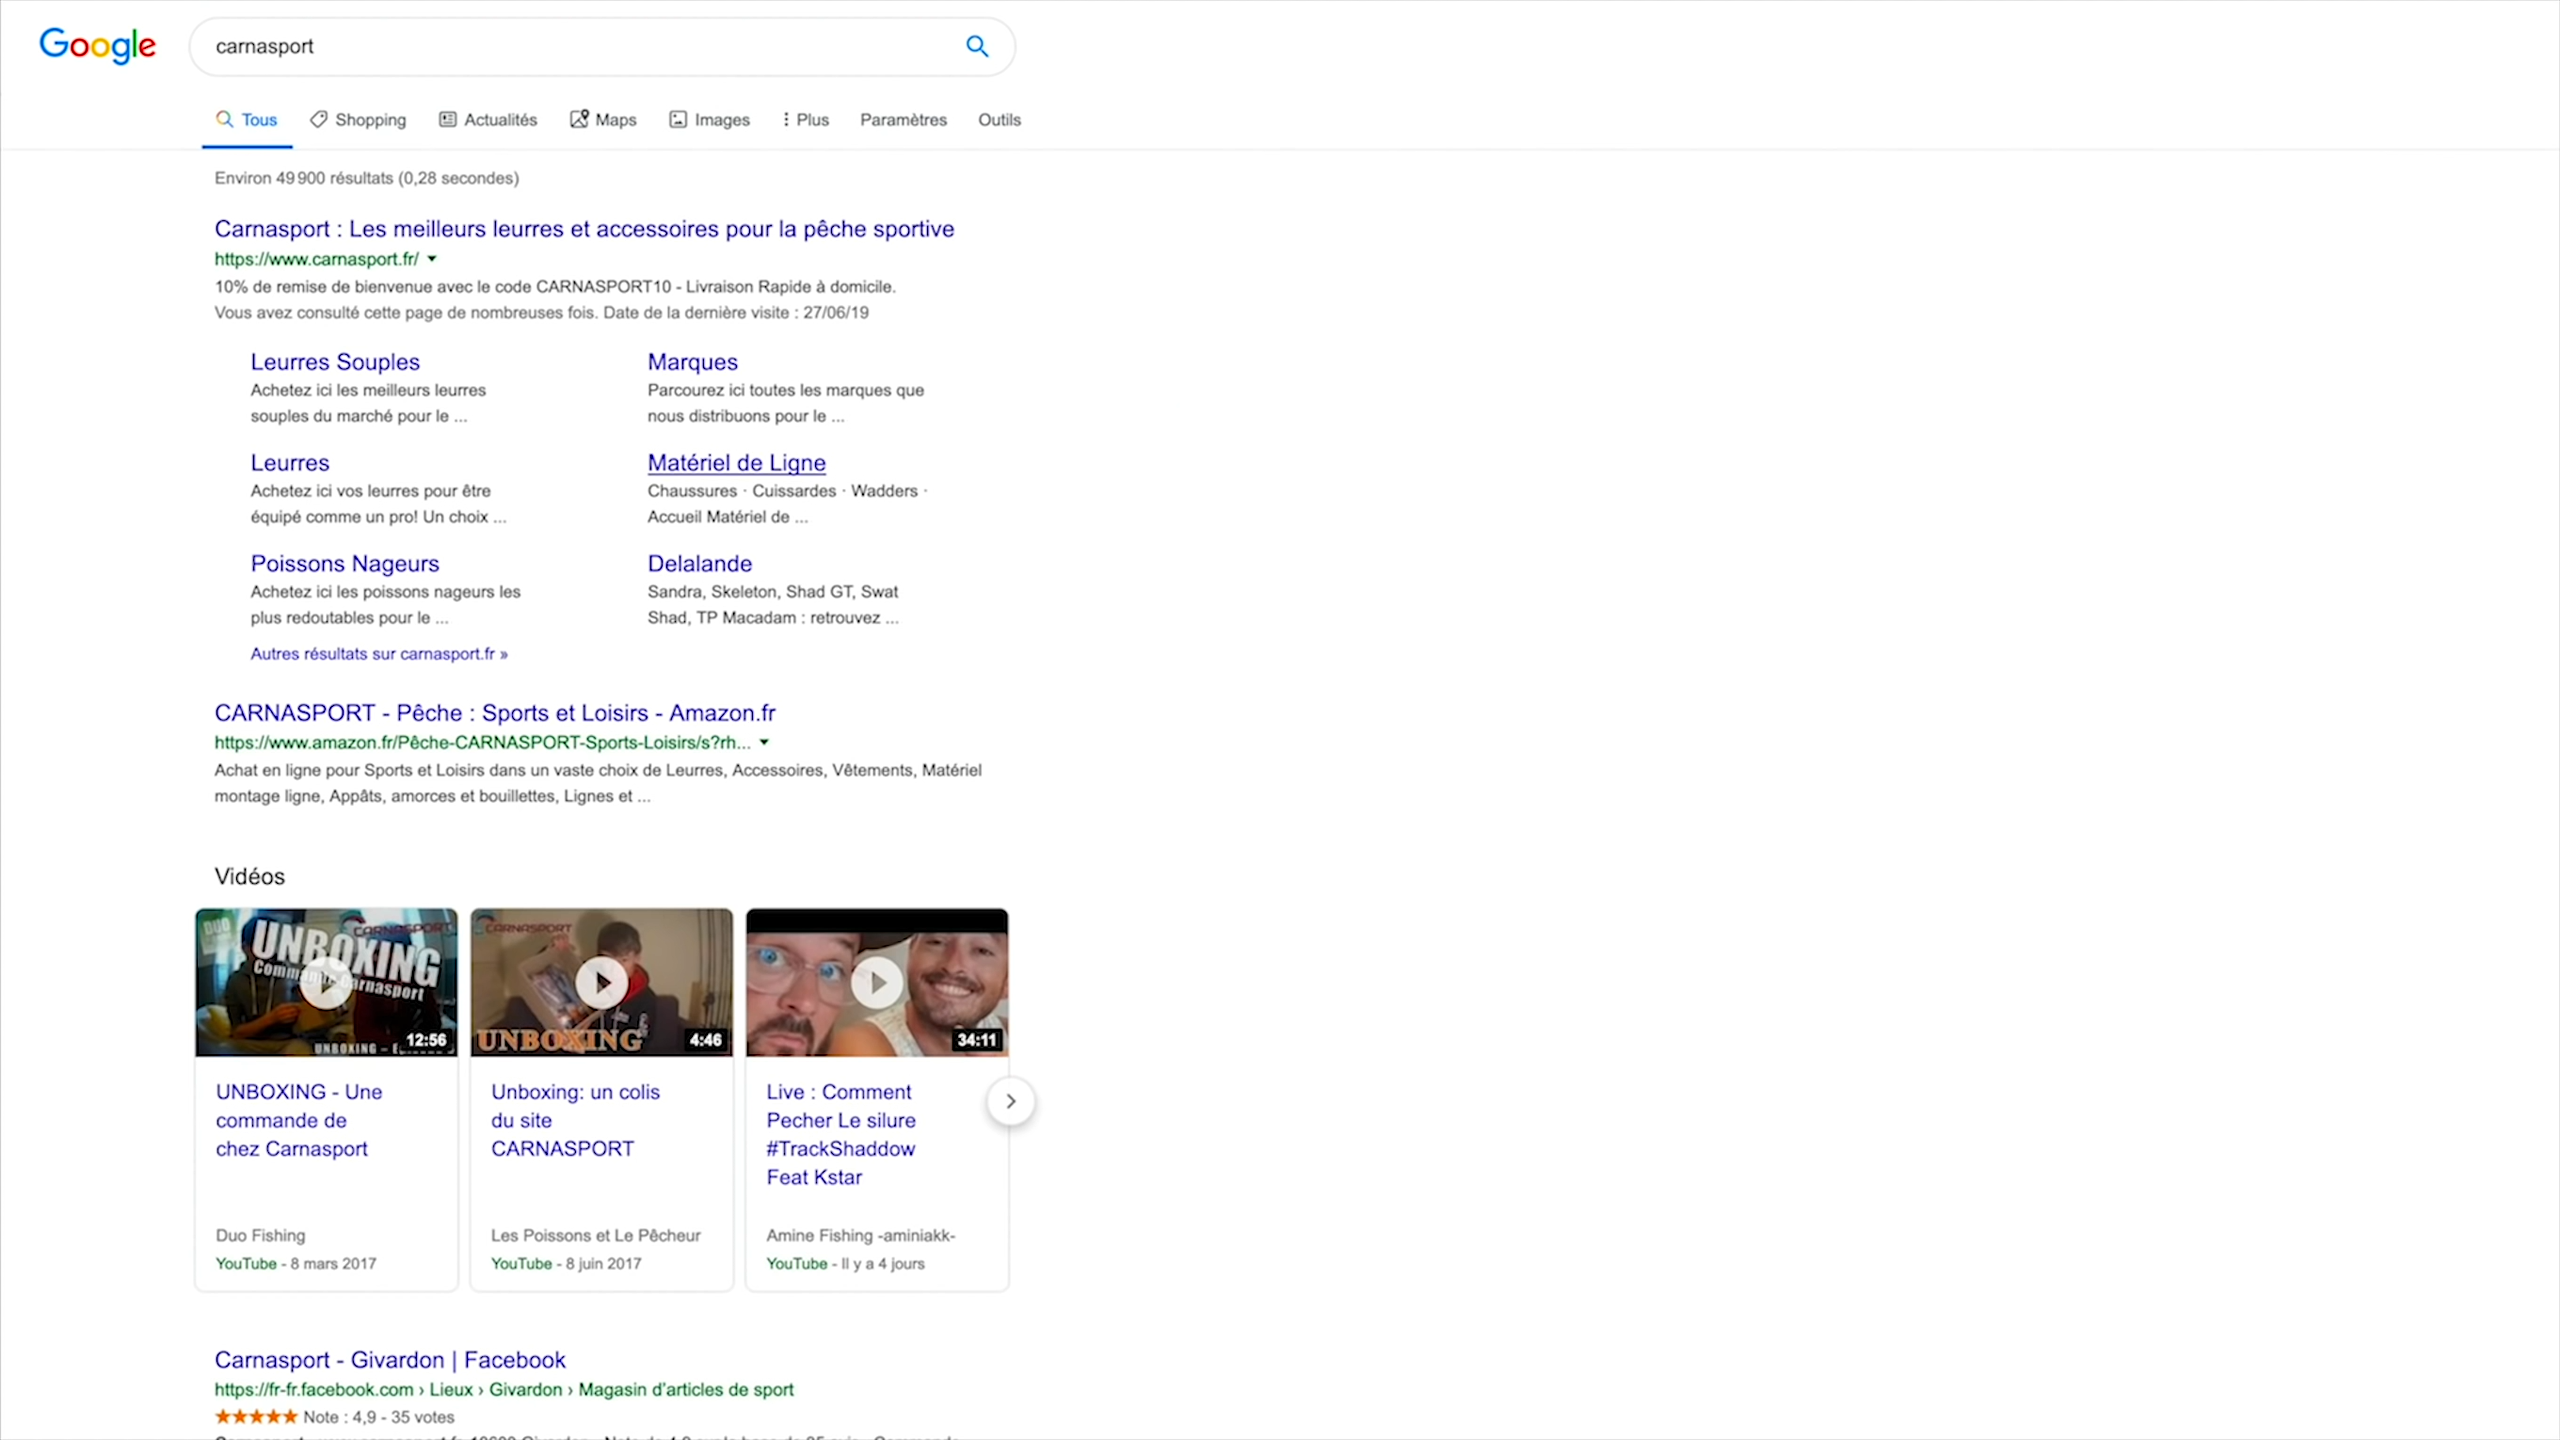 Google
carnasport
Tous Shopping Actualités Maps Images Plus Paramètres Outils
Environ 49 900 résultats (0,28 secondes)
Carnasport : Les meilleurs leurres et accessoires pour la pêche sportive
https://www.carnasport.fr/
10% de remise de bienvenue avec le code CARNASPORT10 - Livraison Rapide à domicile.
Vous avez consulté cette page de nombreuses fois. Date de la dernière visite : 27/06/19
Leurres Souples
Achetez ici les meilleurs leurres
souples du marché pour le ...
Marques
Parcourez ici toutes les marques que
nous distribuons pour le ...
Leurres
Achetez ici vos leurres pour être
équipé comme un pro! Un choix ...
Matériel de Ligne
Chaussures · Cuissardes · Wadders ·
Accueil Matériel de ...
Poissons Nageurs
Achetez ici les poissons nageurs les
plus redoutables pour le ...
Delalande
Sandra, Skeleton, Shad GT, Swat
Shad, TP Macadam : retrouvez ...
Autres résultats sur carnasport.fr »
CARNASPORT - Pêche : Sports et Loisirs - Amazon.fr
https://www.amazon.fr/Pêche-CARNASPORT-Sports-Loisirs/s?rh...
Achat en ligne pour Sports et Loisirs dans un vaste choix de Leurres, Accessoires, Vêtements, Matériel
montage ligne, Appâts, amorces et bouillettes, Lignes et ...
Vidéos
DUO
CARNASPORT
UNBOXING
Carnasport
UNBOXING -
12:56
UNBOXING - Une
commande de
chez Carnasport
Duo Fishing
YouTube - 8 mars 2017
CARNASPORT
UNBOXING
4:46
Unboxing: un colis
du site
CARNASPORT
Les Poissons et Le Pêcheur
YouTube - 8 juin 2017
34:11
Live : Comment
Pecher Le silure
#TrackShaddow
Feat Kstar
Amine Fishing -aminiakk-
YouTube - Il y a 4 jours
Carnasport - Givardon | Facebook
https://fr-fr.facebook.com › Lieux › Givardon › Magasin d'articles de sport
Note : 4,9 - 35 votes